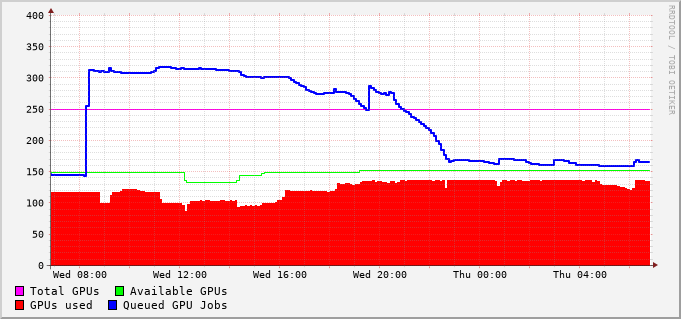 RRDTOOL / TOBI OETIKER
400
350
300
250
200
150
100
50
0
Wed 08:00 Wed 12:00 Wed 16:00 Wed 20:00 Thu 00:00 Thu 04:00
Total GPUs Available GPUs
GPUs used Queued GPU Jobs